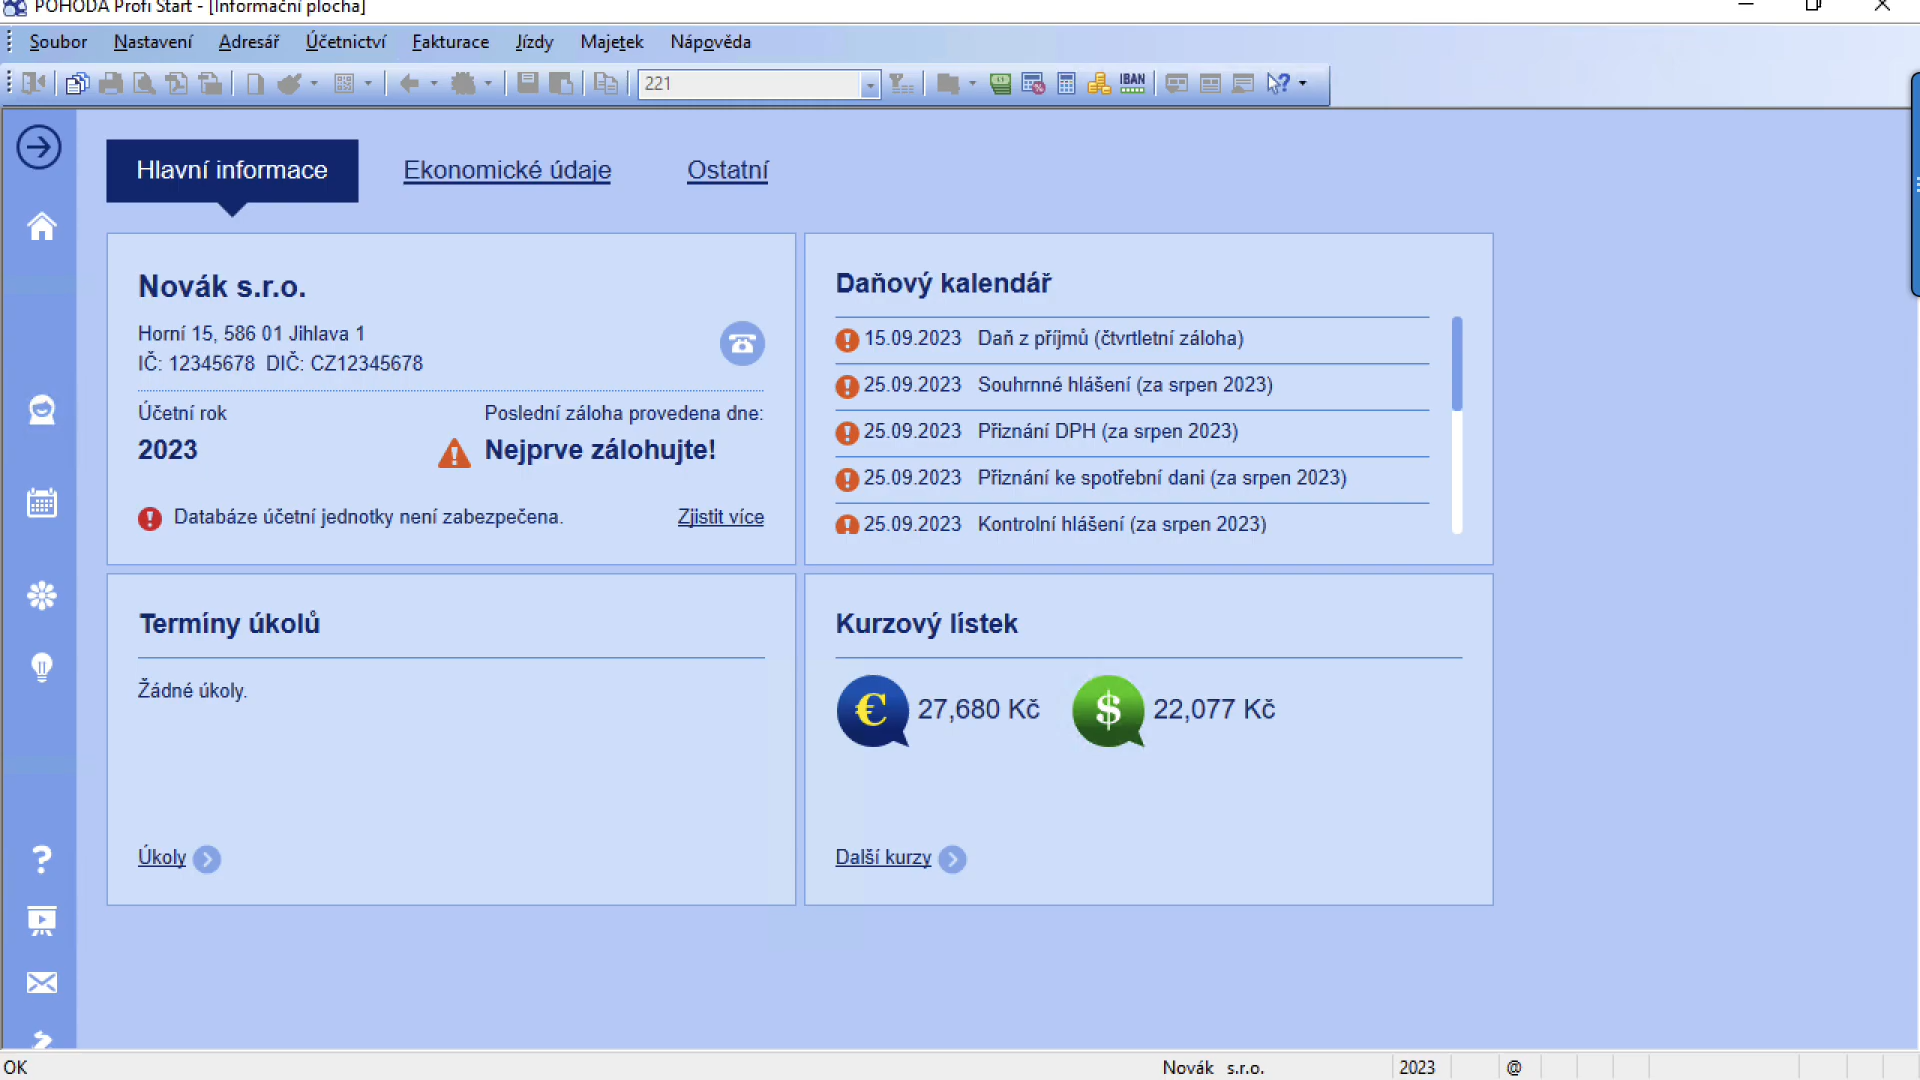 POHODA Profi Start - [Informační plocha]
Soubor Nastavení Adresář Účetnictví Fakturace Jízdy Majetek Nápověda
221
IBAN
Hlavní informace Ekonomické údaje Ostatní
Novák s.r.o.
Horní 15, 586 01 Jihlava 1
IČ: 12345678 DIČ: CZ12345678
Účetní rok
2023
Poslední záloha provedena dne:
Nejprve zálohujte!
Databáze účetní jednotky není zabezpečena. Zjistit více
Daňový kalendář
15.09.2023 Daň z příjmů (čtvrtletní záloha)
25.09.2023 Souhrnné hlášení (za srpen 2023)
25.09.2023 Přiznání DPH (za srpen 2023)
25.09.2023 Přiznání ke spotřební dani (za srpen 2023)
25.09.2023 Kontrolní hlášení (za srpen 2023)
Termíny úkolů
Žádné úkoly.
Úkoly
Kurzový lístek
€ 27,680 Kč $ 22,077 Kč
Další kurzy
OK Novák s.r.o. 2023 @